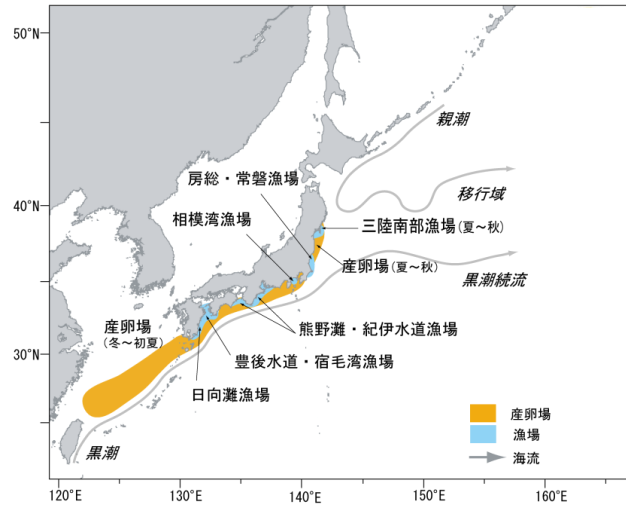 50°N
親潮
房総・常磐漁場
移行域
40°N
相模湾漁場
三陸南部漁場(夏～秋)
産卵場(夏～秋)
黒潮続流
産卵場
(冬～初夏)
熊野灘・紀伊水道漁場
30°N
豊後水道・宿毛湾漁場
日向灘漁場
産卵場
漁場
黒潮
海流
120°E
130°E
140°E
150°E
160°E